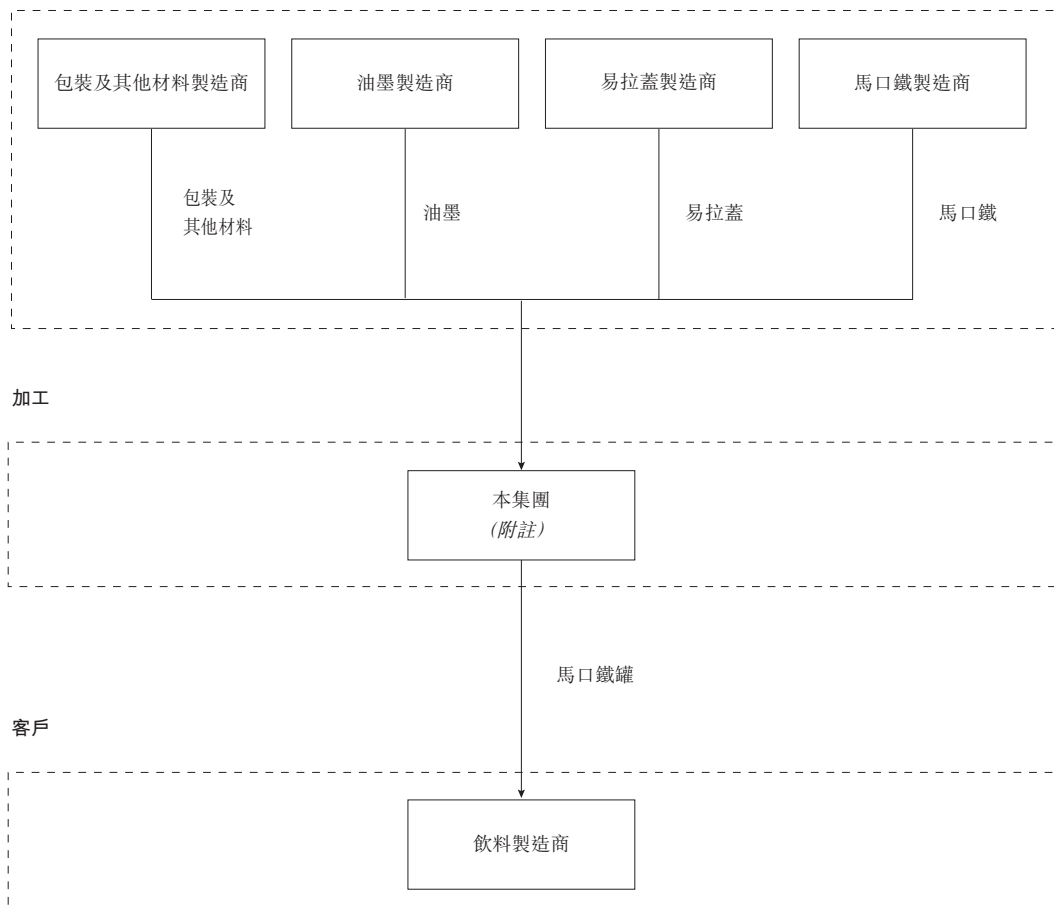 包裝及其他材料製造商
油墨製造商
易拉蓋製造商
馬口鐵製造商
包裝及
其他材料
油墨
易拉蓋
馬口鐵
加工
本集團
(附註)
馬口鐵罐
客戶
飲料製造商